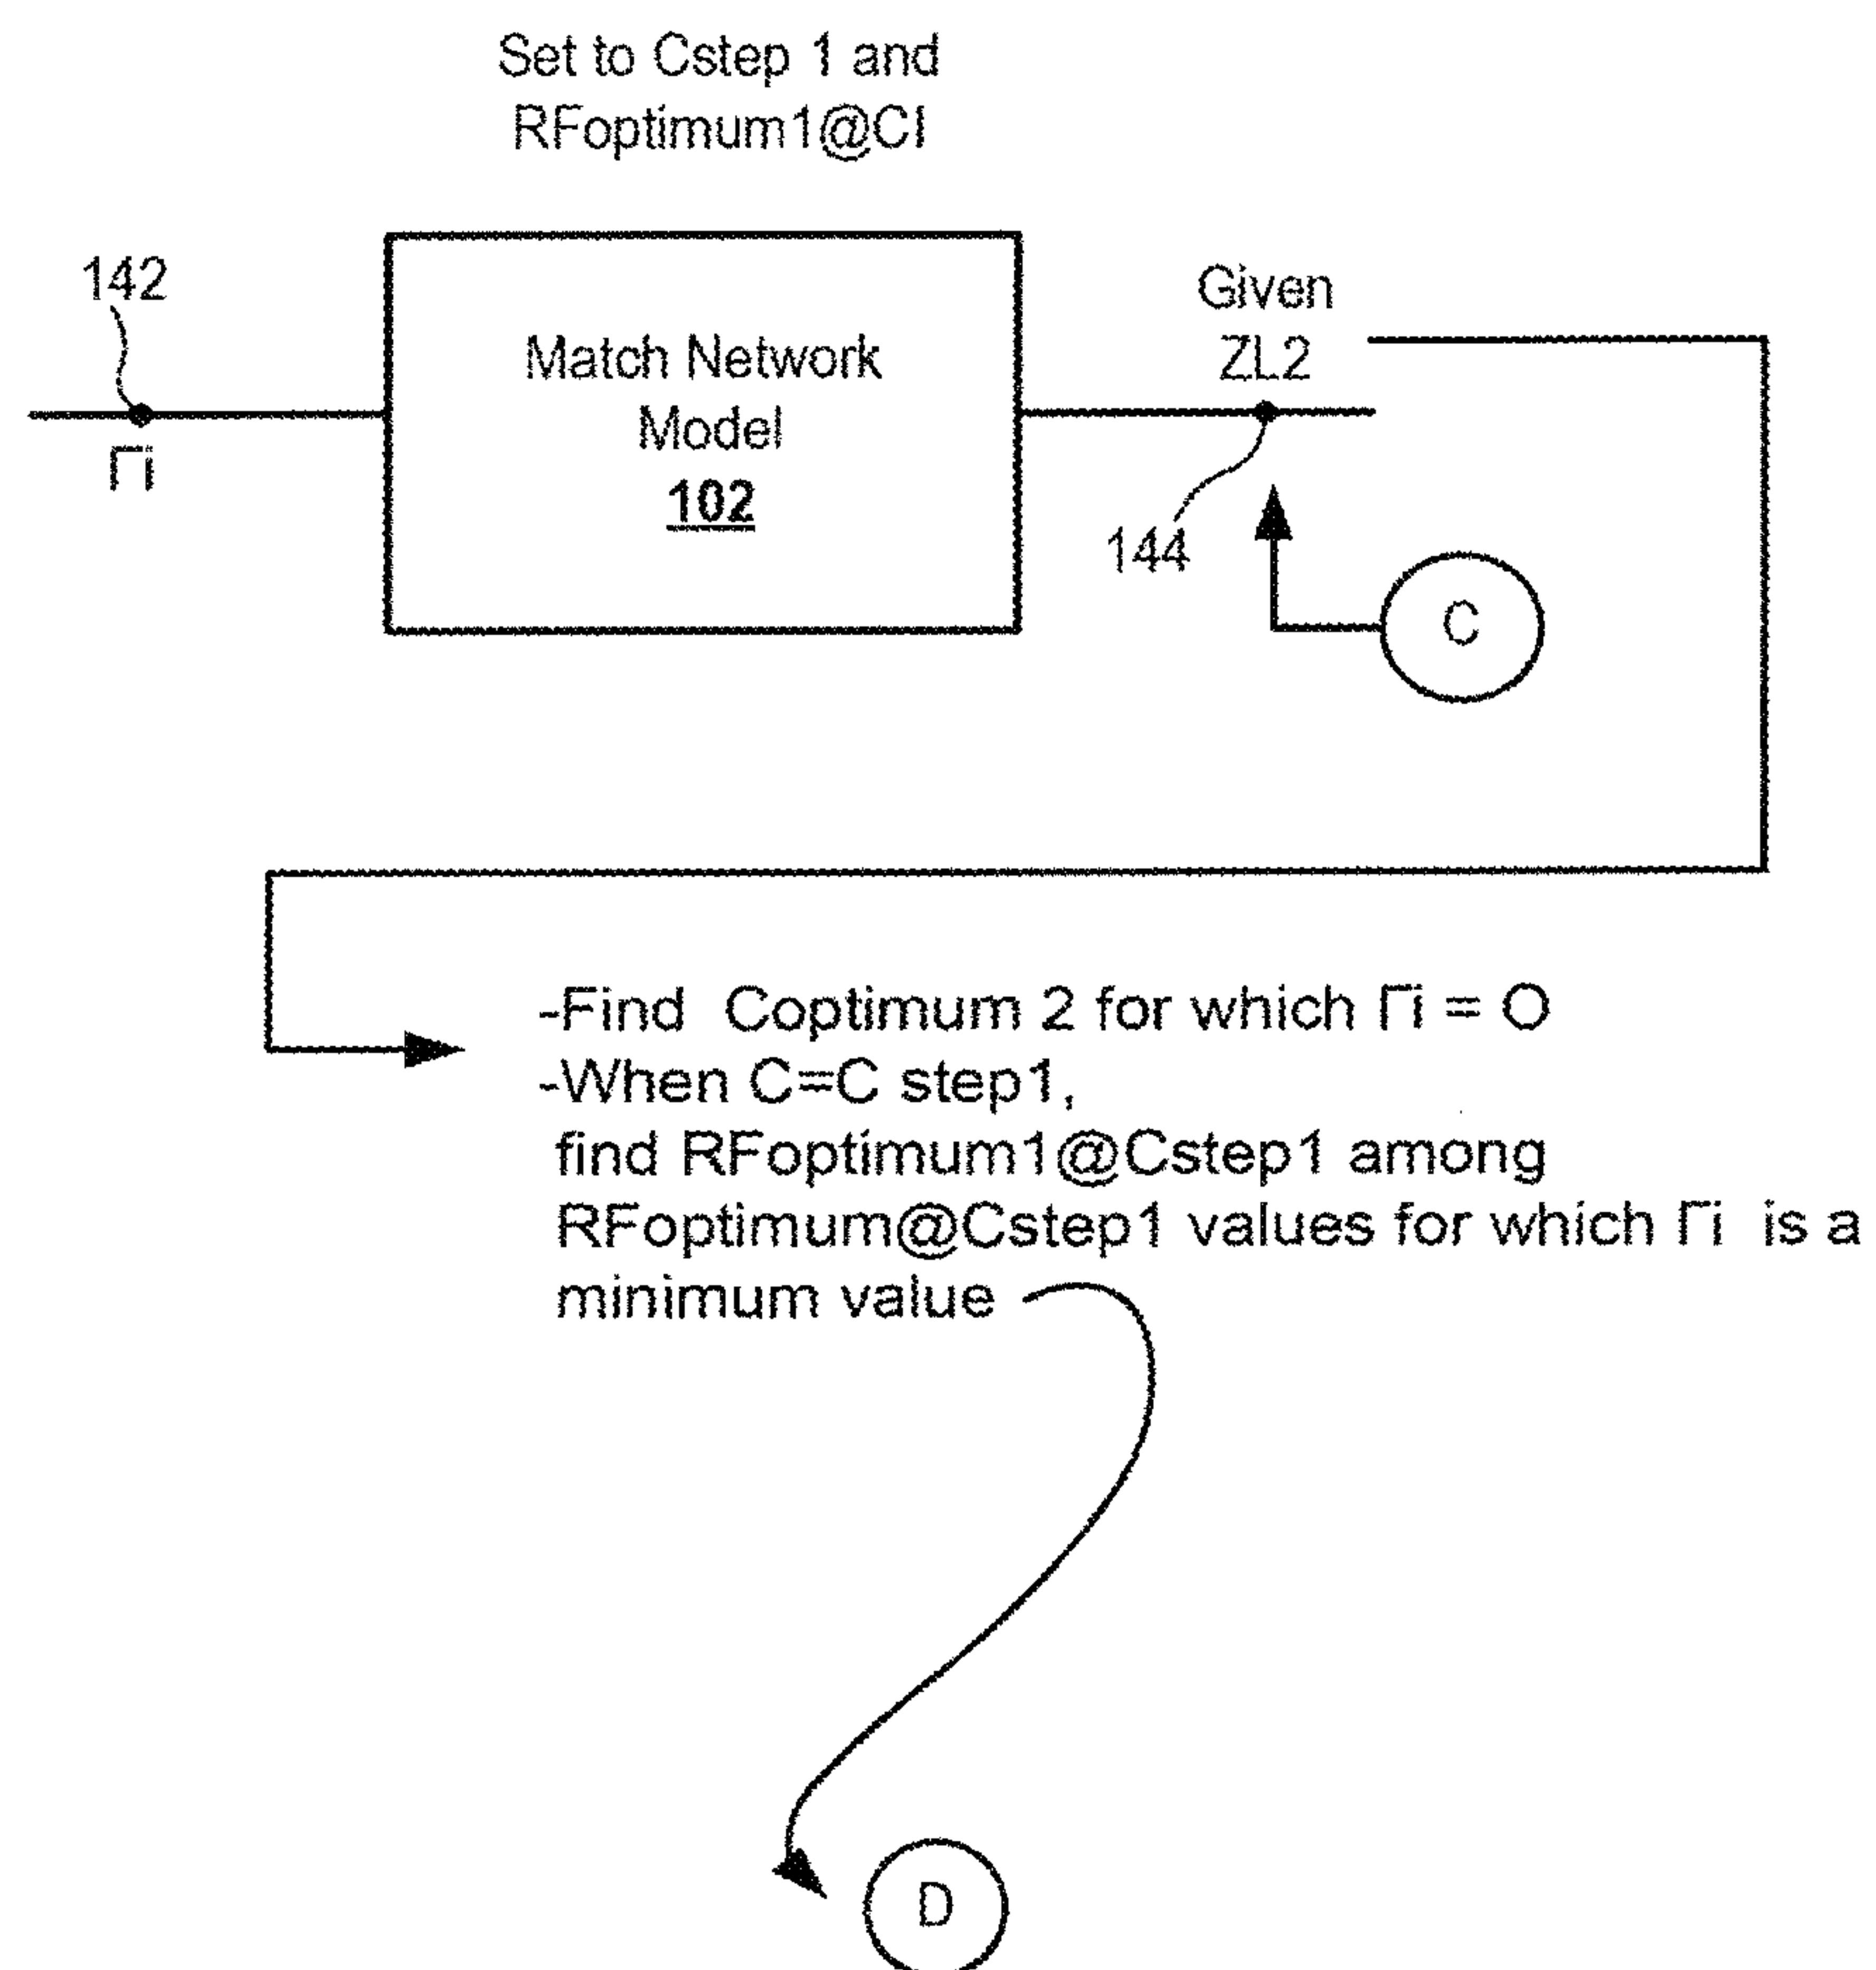 Set to Cstep 1 and
RFoptimum1@CI
142
Γi
Match Network
Model
102
Given
ZL2
144
C
-Find Coptimum 2 for which Γi = O
-When C=C step1,
find RFoptimum1@Cstep1 among
RFoptimum@Cstep1 values for which Γi is a
minimum value
D